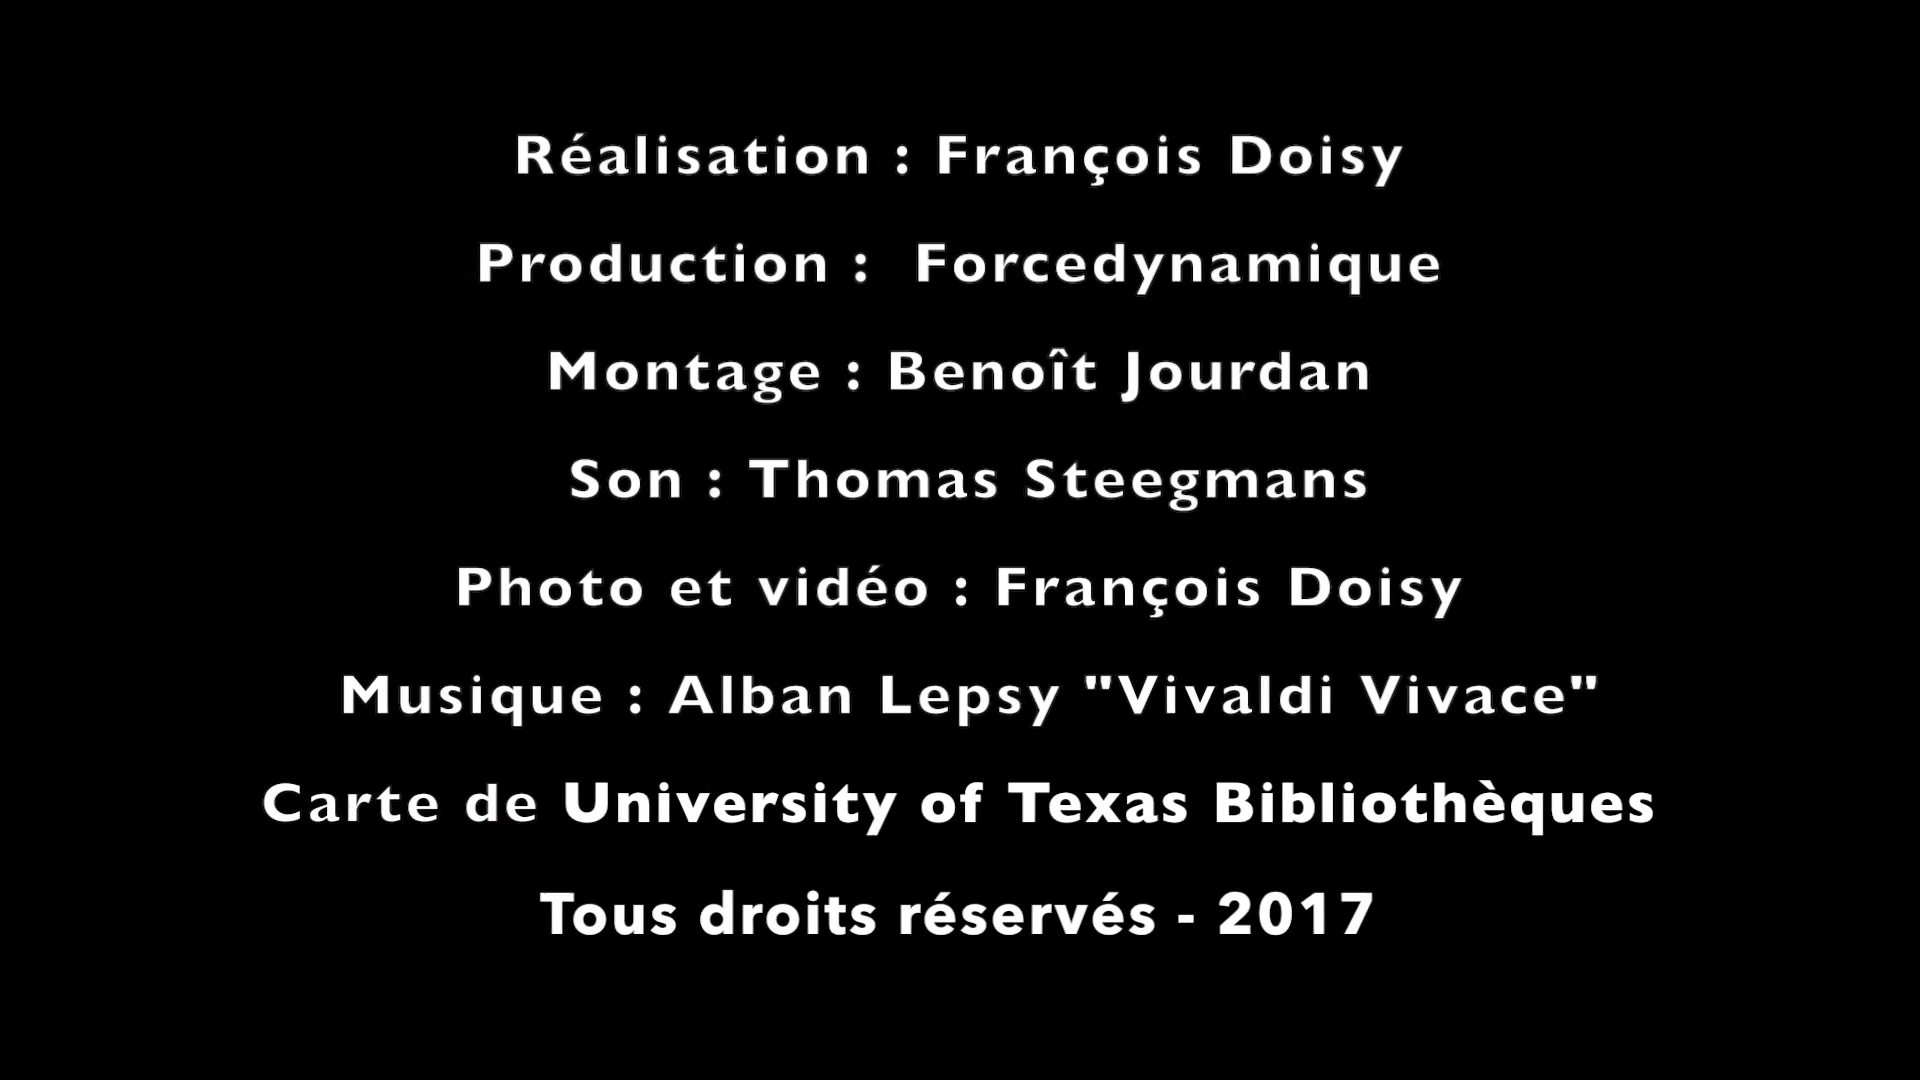 Réalisation : François Doisy
Production :  Forcedynamique
Montage : Benoît Jourdan
Son : Thomas Steegmans
Photo et vidéo : François Doisy
Musique : Alban Lepsy "Vivaldi Vivace"
Carte de University of Texas Bibliothèques
Tous droits réservés - 2017